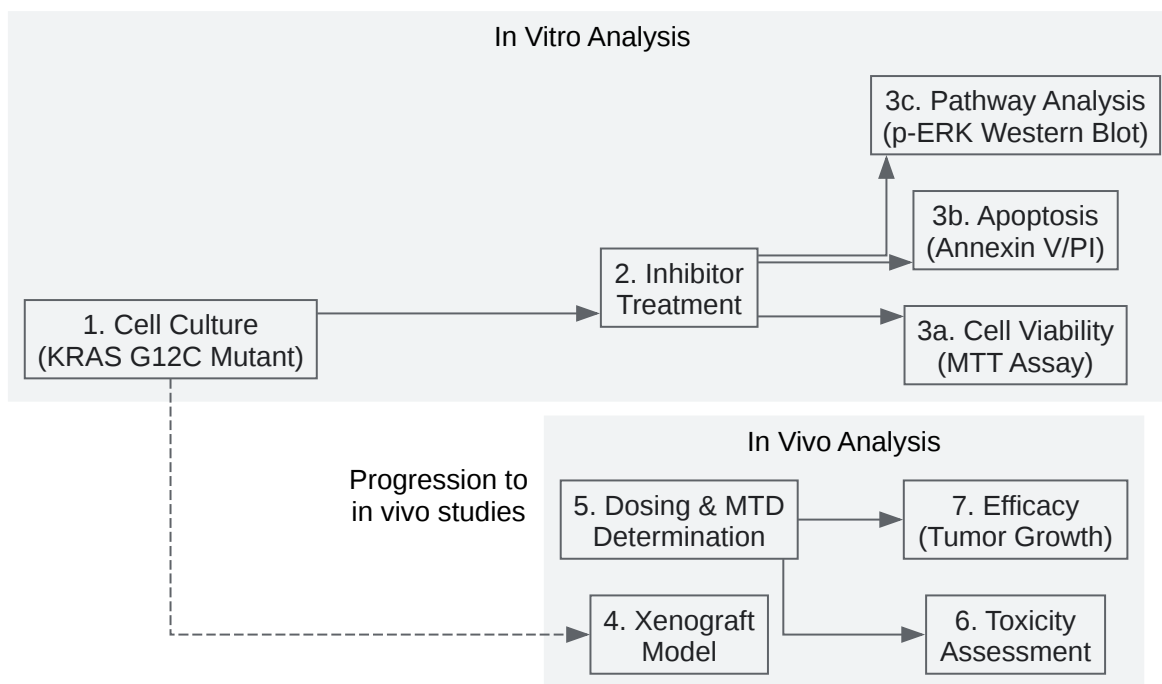 In Vitro Analysis
3c. Pathway Analysis
(p-ERK Western Blot)
3b. Apoptosis
(Annexin V/PI)
2. Inhibitor
Treatment
1. Cell Culture
(KRAS G12C Mutant)
3a. Cell Viability
(MTT Assay)
In Vivo Analysis
Progression to
in vivo studies
5. Dosing & MTD
Determination
7. Efficacy
(Tumor Growth)
4. Xenograft
Model
6. Toxicity
Assessment